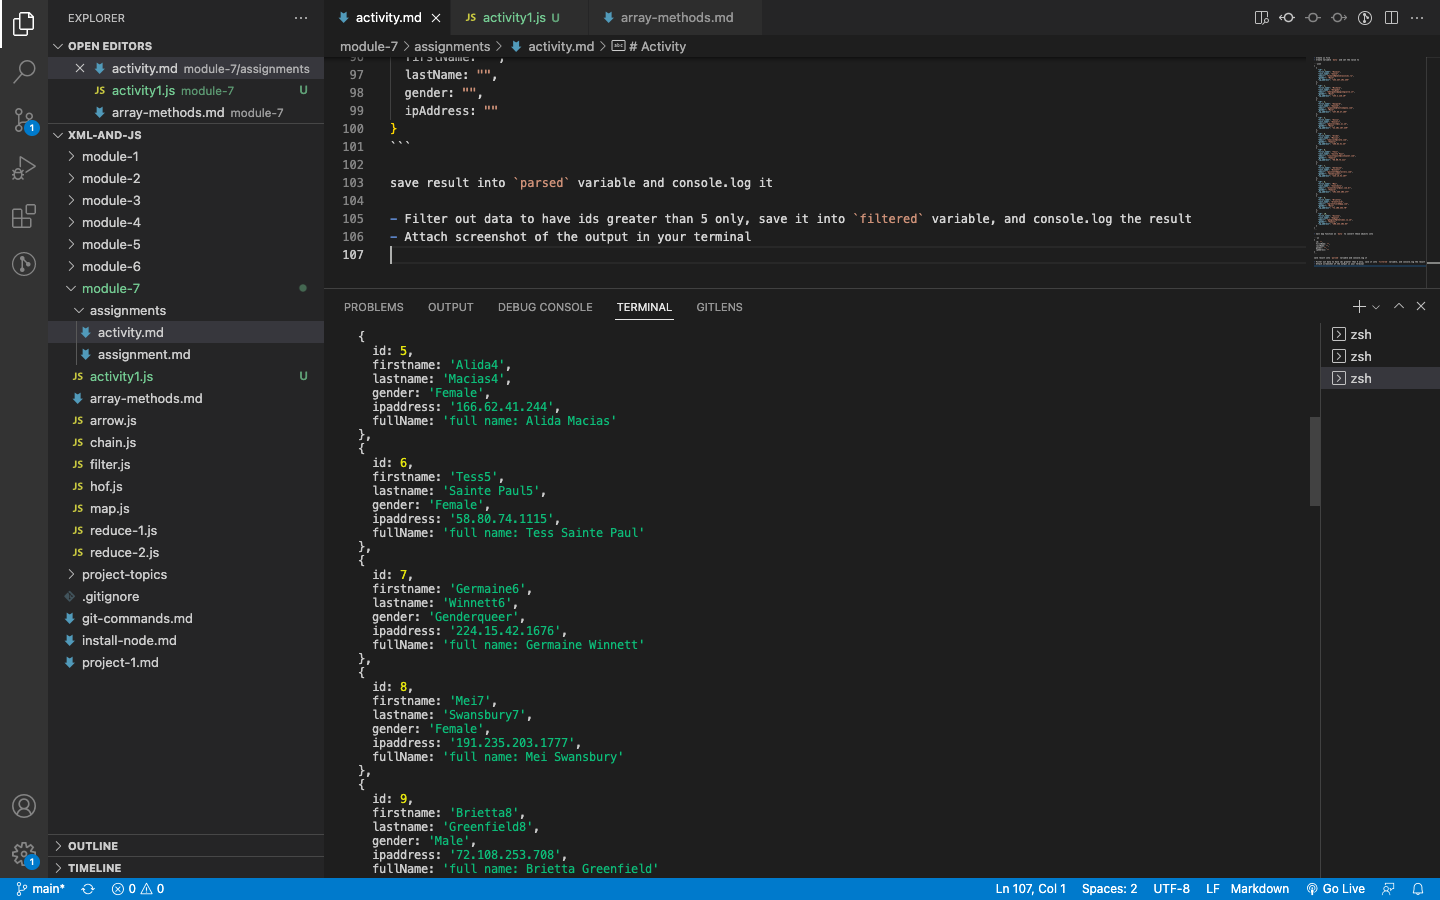 EXPLORER
OPEN EDITORS
activity.md module-7/assignments
JS activity1.js module-7 U
array-methods.md module-7
XML-AND-JS
module-1
module-2
module-3
module-4
module-5
module-6
module-7
assignments
activity.md
assignment.md
JS activity1.js U
array-methods.md
JS arrow.js
JS chain.js
JS filter.js
JS hof.js
JS map.js
JS reduce-1.js
JS reduce-2.js
project-topics
.gitignore
git-commands.md
install-node.md
project-1.md
OUTLINE
TIMELINE
1
1
activity.md
JS activity1.js U
array-methods.md
module-7 > assignments > activity.md > # Activity
96 firstName: "",
97 lastName: "",
98 gender: "",
99 ipAddress: ""
100 }
101 ```
102
103 save result into `parsed` variable and console.log it
104
105 - Filter out data to have ids greater than 5 only, save it into `filtered` variable, and console.log the result
106 - Attach screenshot of the output in your terminal
107
PROBLEMS OUTPUT DEBUG CONSOLE TERMINAL GITLENS
{
id: 5,
firstname: 'Alida4',
lastname: 'Macias4',
gender: 'Female',
ipaddress: '166.62.41.244',
fullName: 'full name: Alida Macias'
},
{
id: 6,
firstname: 'Tess5',
lastname: 'Sainte Paul5',
gender: 'Female',
ipaddress: '58.80.74.1115',
fullName: 'full name: Tess Sainte Paul'
},
{
id: 7,
firstname: 'Germaine6',
lastname: 'Winnett6',
gender: 'Genderqueer',
ipaddress: '224.15.42.1676',
fullName: 'full name: Germaine Winnett'
},
{
id: 8,
firstname: 'Mei7',
lastname: 'Swansbury7',
gender: 'Female',
ipaddress: '191.235.203.1777',
fullName: 'full name: Mei Swansbury'
},
{
id: 9,
firstname: 'Brietta8',
lastname: 'Greenfield8',
gender: 'Male',
ipaddress: '72.108.253.708',
fullName: 'full name: Brietta Greenfield'
zsh
zsh
zsh
main* 0 0 Ln 107, Col 1 Spaces: 2 UTF-8 LF Markdown Go Live